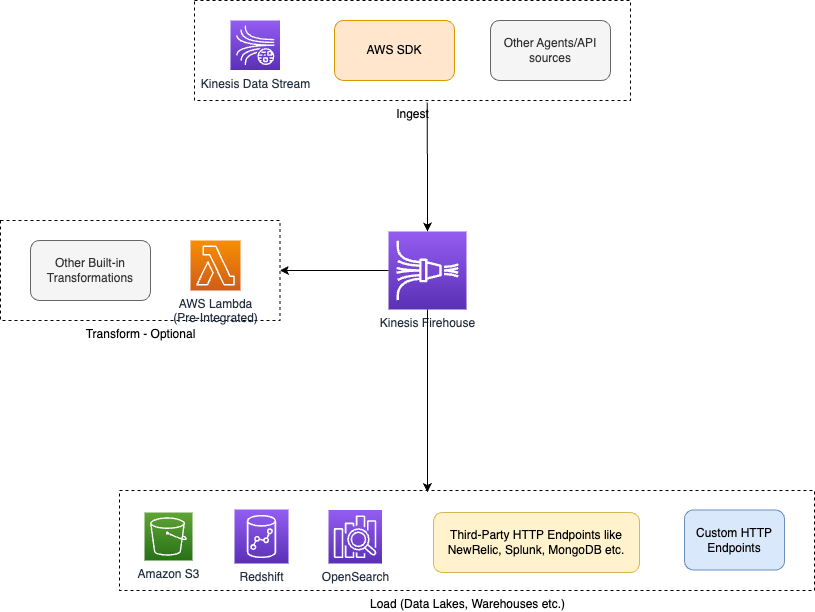 AWS SDK
Other Agents/API
sources
Kinesis Data Stream
Ingest
Other Built-in
Transformations
AWS Lambda
(Pre-Integrated)
Transform - Optional
Kinesis Firehouse
Third-Party HTTP Endpoints like
NewRelic, Splunk, MongoDB etc.
Custom HTTP
Endpoints
Amazon S3
Redshift
OpenSearch
Load (Data Lakes, Warehouses etc.)